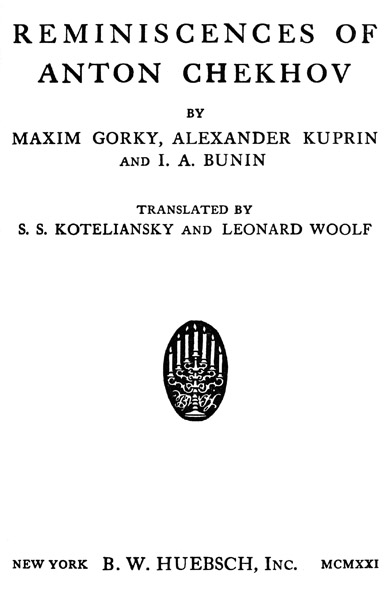 REMINISCENCES OF
ANTON CHEKHOV
BY
MAXIM GORKY, ALEXANDER KUPRIN
AND I. A. BUNIN
TRANSLATED BY
S. S. KOTELIANSKY AND LEONARD WOOLF
B W H
NEW YORK B. W. HUEBSCH, INC. MCMXXI